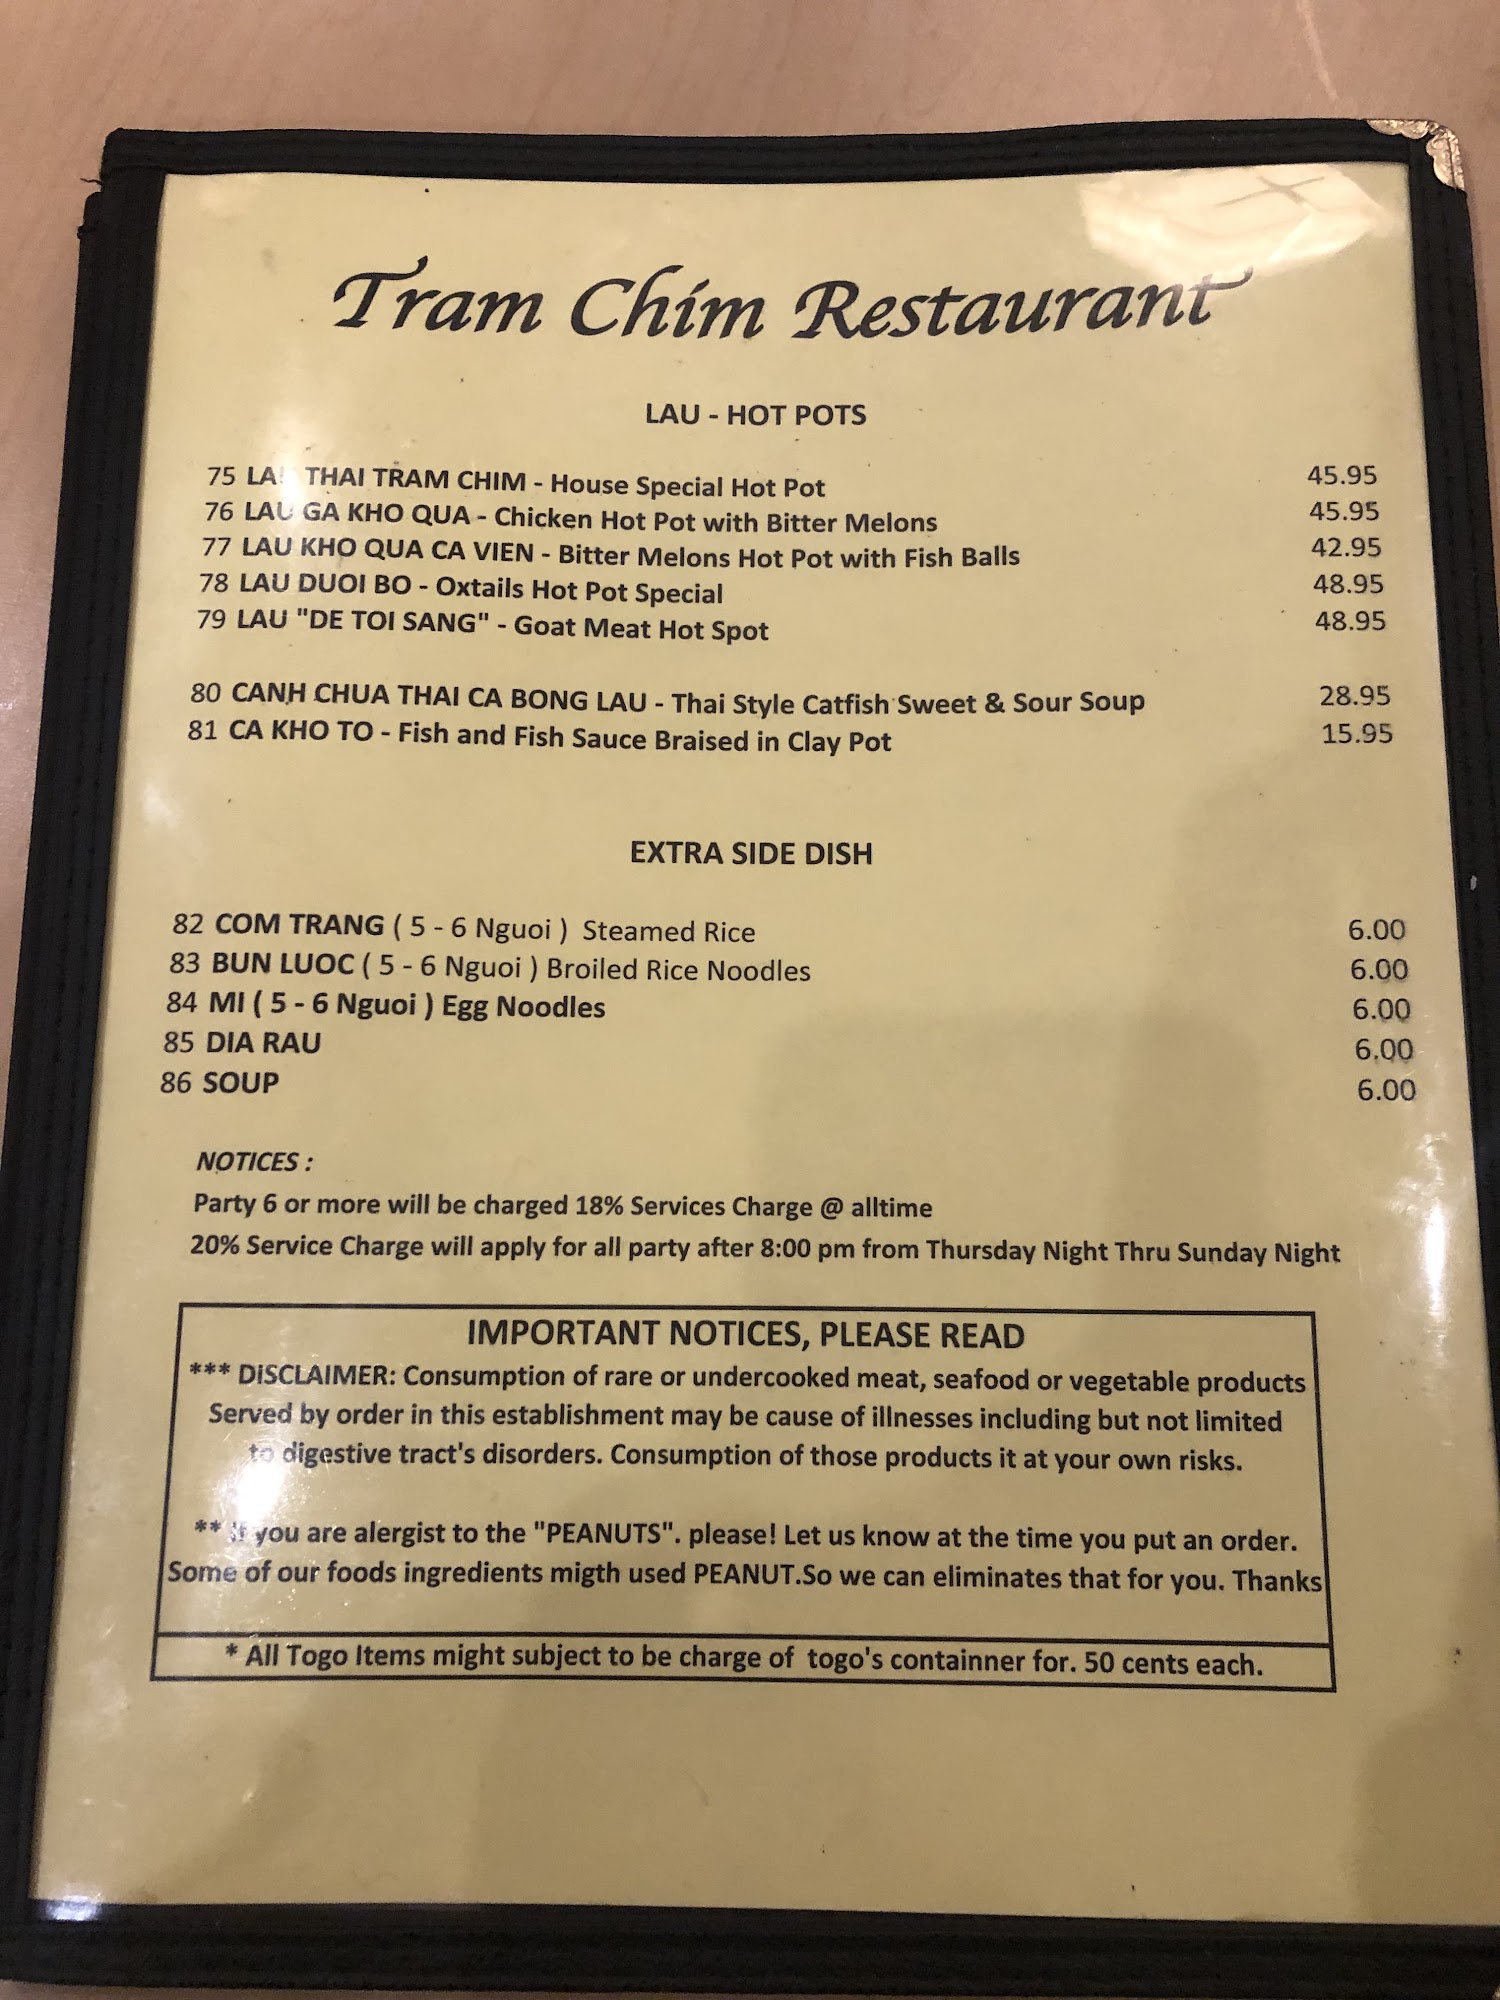 Tram Chim Restaurant
LAU - HOT POTS
75 LAU THAI TRAM CHIM - House Special Hot Pot 45.95
76 LAU GA KHO QUA - Chicken Hot Pot with Bitter Melons 45.95
77 LAU KHO QUA CA VIEN - Bitter Melons Hot Pot with Fish Balls 42.95
78 LAU DUOI BO - Oxtails Hot Pot Special 48.95
79 LAU "DE TOI SANG" - Goat Meat Hot Spot 48.95
80 CANH CHUA THAI CA BONG LAU - Thai Style Catfish Sweet & Sour Soup 28.95
81 CA KHO TO - Fish and Fish Sauce Braised in Clay Pot 15.95
EXTRA SIDE DISH
82 COM TRANG ( 5 - 6 Nguoi ) Steamed Rice 6.00
83 BUN LUOC ( 5 - 6 Nguoi ) Broiled Rice Noodles 6.00
84 MI ( 5 - 6 Nguoi ) Egg Noodles 6.00
85 DIA RAU 6.00
86 SOUP 6.00
NOTICES :
Party 6 or more will be charged 18% Services Charge @ alltime
20% Service Charge will apply for all party after 8:00 pm from Thursday Night Thru Sunday Night
IMPORTANT NOTICES, PLEASE READ
*** DISCLAIMER: Consumption of rare or undercooked meat, seafood or vegetable products
Served by order in this establishment may be cause of illnesses including but not limited
to digestive tract's disorders. Consumption of those products it at your own risks.
** If you are alergist to the "PEANUTS". please! Let us know at the time you put an order.
Some of our foods ingredients migth used PEANUT.So we can eliminates that for you. Thanks
* All Togo Items might subject to be charge of togo's containner for. 50 cents each.